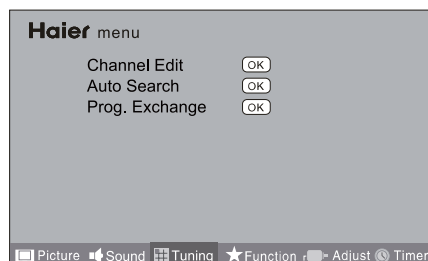 Haier menu
Channel Edit OK
Auto Search OK
Prog. Exchange OK
Picture Sound Tuning Function Adjust Timer